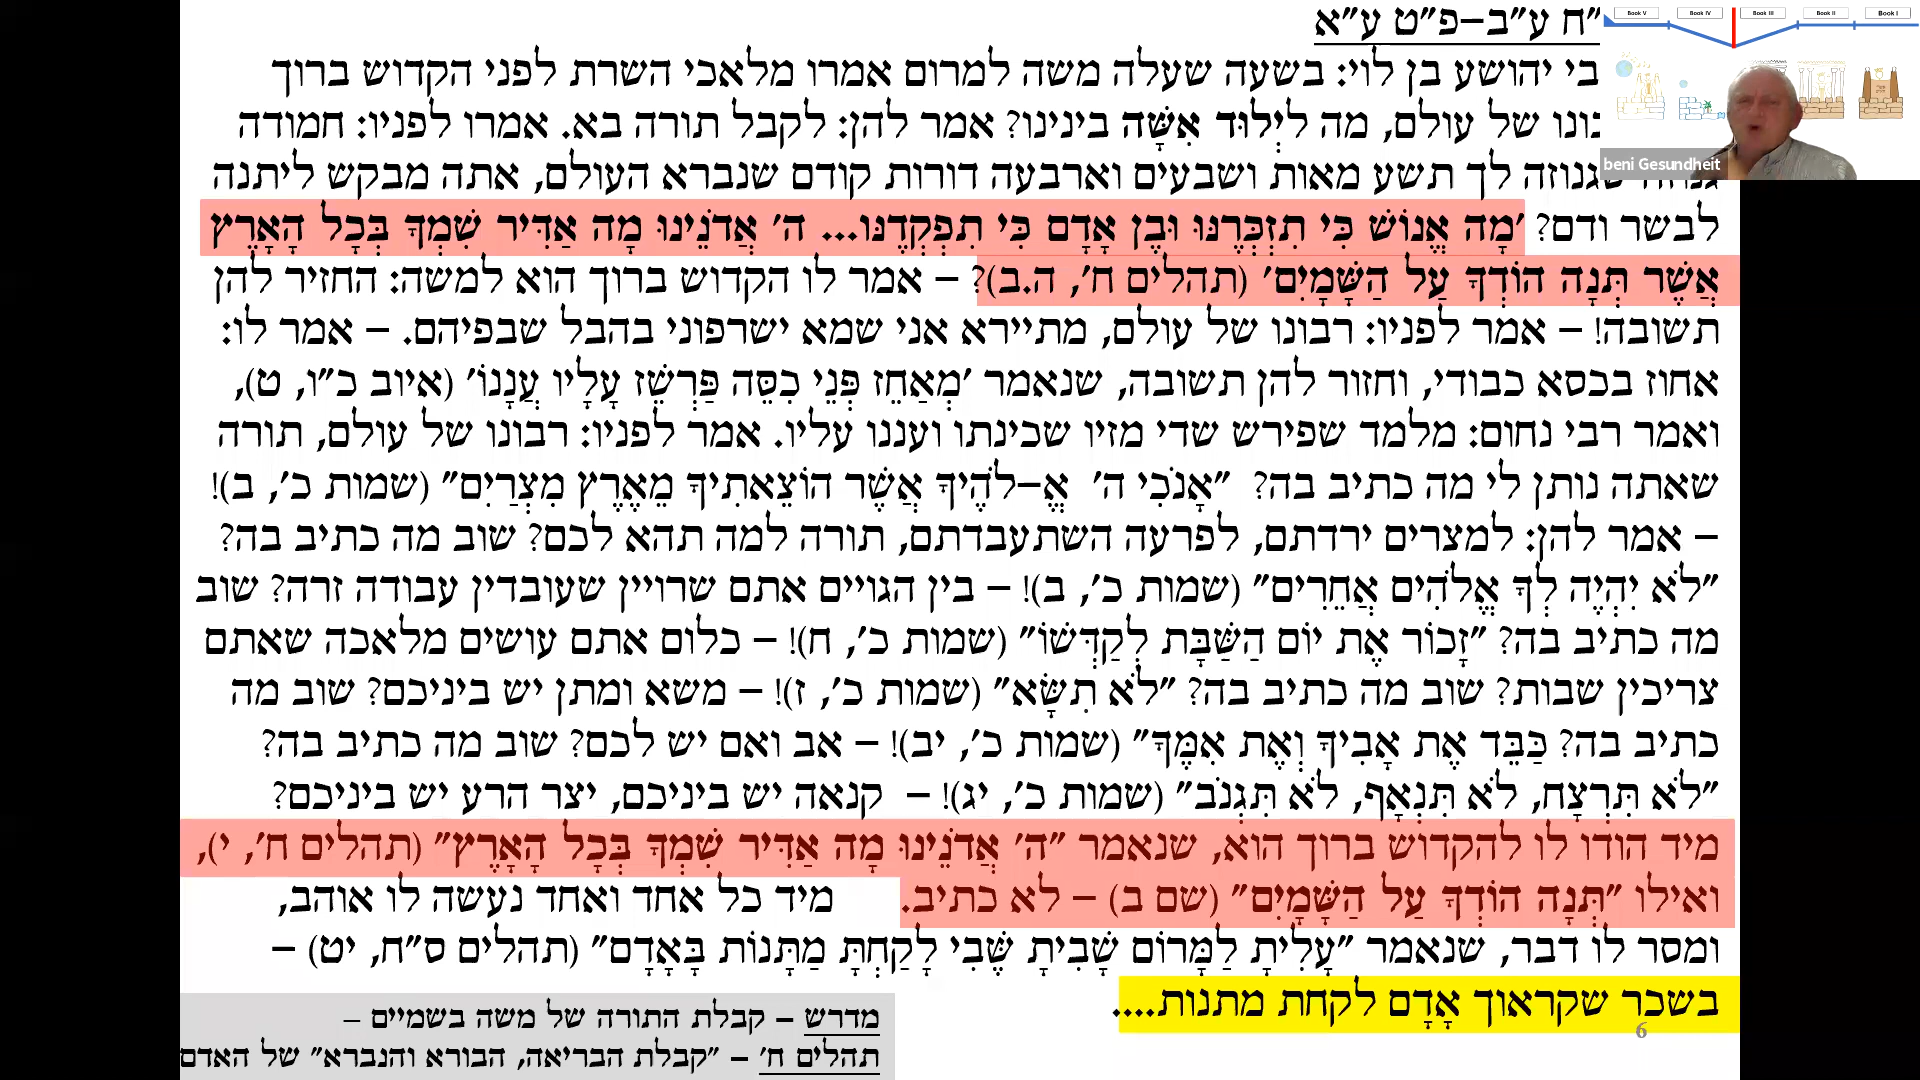 ״ח ע״ב–פ״ט ע״א
בי יהושע בן לוי: בשעה שעלה משה למרום אמרו מלאכי השרת לפני הקדוש ברוך
של עולם, מה לִילוּד אִשָּׁה בינינו? אמר להן: לקבל תורה בא. אמרו לפניו: חמודה
לך תשע מאות ושבעים וארבעה דורות קודם שנברא העולם, אתה מבקש ליתנה
לבשר ודם? ׳מָה אֱנוֹשׁ כִּי תִזְכְּרֶנּוּ וּבֶן אָדָם כִּי תִפְקְדֶנּוּ... ה׳ אֲדֹנֵינוּ מָה אַדִּיר שִׁמְךָ בְּכָל הָאָרֶץ
אֲשֶׁר תְּנָה הוֹדְךָ עַל הַשָּׁמָיִם׳ (תהלים ח׳, ה.ב)? – אמר לו הקדוש ברוך הוא למשה: החזיר להן
תשובה! – אמר לפניו: רבונו של עולם, מתיירא אני שמא ישרפוני בהבל שבפיהם. – אמר לו:
אחוז בכסא כבודי, וחזור להן תשובה, שנאמר ׳מְאַחֵז פְּנֵי כִסֵּה פַּרְשֵׁז עָלָיו עֲנָנוֹ׳ (איוב כ״ו, ט),
ואמר רבי נחום: מלמד שפירש שדי מזיו שכינתו ועננו עליו. אמר לפניו: רבונו של עולם, תורה
שאתה נותן לי מה כתיב בה? ״אָנֹכִי ה׳ אֱ–לֹהֶיךָ אֲשֶׁר הוֹצֵאתִיךָ מֵאֶרֶץ מִצְרַיִם״ (שמות כ׳, ב)!
– אמר להן: למצרים ירדתם, לפרעה השתעבדתם, תורה למה תהא לכם? שוב מה כתיב בה?
״לֹא יִהְיֶה לְךָ אֱלֹהִים אֲחֵרִים״ (שמות כ׳, ב)! – בין הגויים אתם שרויין שעובדין עבודה זרה? שוב
מה כתיב בה? ״זָכוֹר אֶת יוֹם הַשַּׁבָּת לְקַדְּשׁוֹ״ (שמות כ׳, ח)! – כלום אתם עושים מלאכה שאתם
צריכין שבות? שוב מה כתיב בה? ״לֹא תִשָּׂא״ (שמות כ׳, ז)! – משא ומתן יש ביניכם? שוב מה
כתיב בה? כַּבֵּד אֶת אָבִיךָ וְאֶת אִמֶּךָ״ (שמות כ׳, יב)! – אב ואם יש לכם? שוב מה כתיב בה?
״לֹא תִּרְצָח, לֹא תִּנְאָף, לֹא תִּגְנֹב״ (שמות כ׳, יג)! – קנאה יש ביניכם, יצר הרע יש ביניכם?
מיד הודו לו להקדוש ברוך הוא, שנאמר ״ה׳ אֲדֹנֵינוּ מָה אַדִּיר שִׁמְךָ בְּכָל הָאָרֶץ״ (תהלים ח׳, י),
ואילו ״תְּנָה הוֹדְךָ עַל הַשָּׁמָיִם״ (שם ב) – לא כתיב. מיד כל אחד ואחד נעשה לו אוהב,
ומסר לו דבר, שנאמר ״עָלִיתָ לַמָּרוֹם שָׁבִיתָ שֶּׁבִי לָקַחְתָּ מַתָּנוֹת בָּאָדָם״ (תהלים ס״ח, יט) –
בשכר שקראוך אָדָם לקחת מתנות....
מדרש – קבלת התורה של משה בשמיים –
תהלים ח׳ – ״קבלת הבריאה, הבורא והנברא״ של האדם
6
Book V Book IV Book III Book II Book I
beni Gesundheit